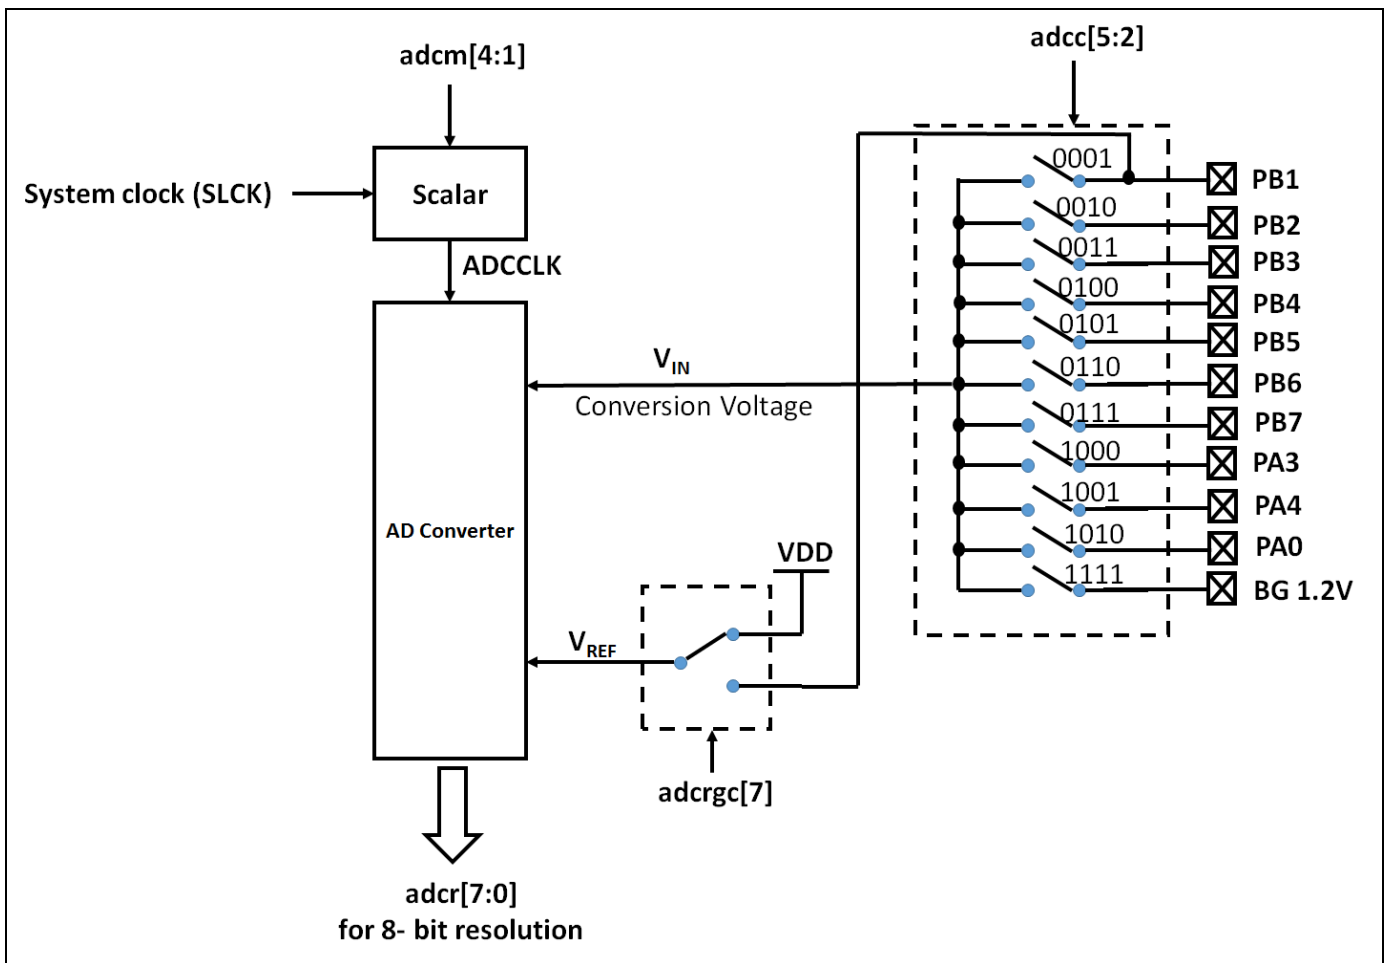 adcm[4:1]
adcc[5:2]
System clock (SLCK)
Scalar
ADCCLK
0001
PB1
0010
PB2
0011
PB3
0100
PB4
0101
PB5
0110
PB6
0111
PB7
1000
PA3
1001
PA4
1010
PA0
1111
BG 1.2V
VIN
Conversion Voltage
AD Converter
VDD
VREF
adcrgc[7]
adcr[7:0]
for 8- bit resolution